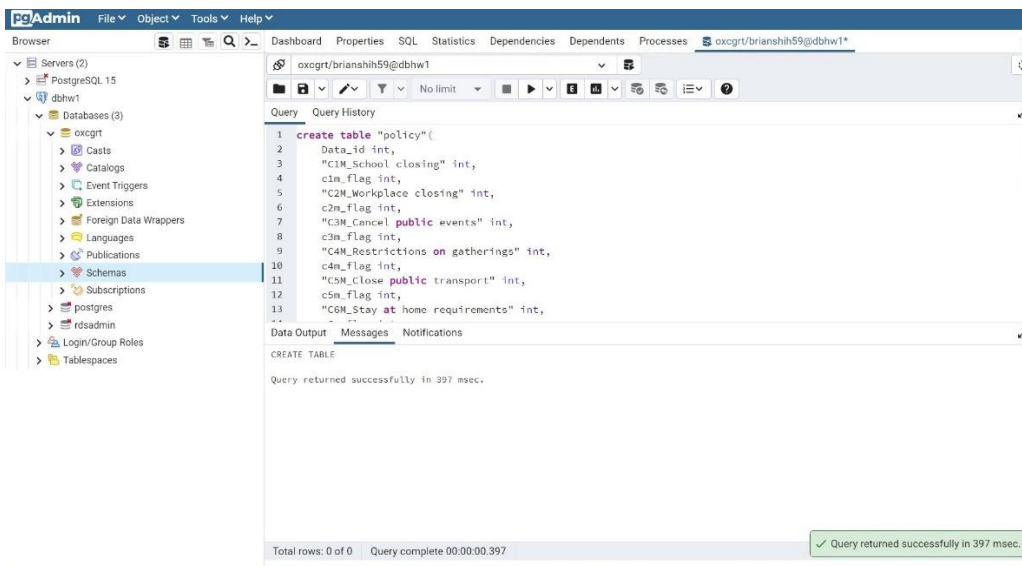 pgAdmin File Object Tools Help
Browser
Dashboard Properties SQL Statistics Dependencies Dependents Processes oxcgrt/brianshih59@dbhw1*
Servers (2)
PostgreSQL 15
dbhw1
Databases (3)
oxcgrt
Casts
Catalogs
Event Triggers
Extensions
Foreign Data Wrappers
Languages
Publications
Schemas
Subscriptions
postgres
rdsadmin
Login/Group Roles
Tablespaces
oxcgrt/brianshih59@dbhw1
No limit
E
Query Query History
1 create table "policy"(
2 Data_id int,
3 "C1M_School closing" int,
4 c1m_flag int,
5 "C2M_Workplace closing" int,
6 c2m_flag int,
7 "C3M_Cancel public events" int,
8 c3m_flag int,
9 "C4M_Restrictions on gatherings" int,
10 c4m_flag int,
11 "C5M_Close public transport" int,
12 c5m_flag int,
13 "C6M_Stay at home requirements" int,
Data Output Messages Notifications
CREATE TABLE
Query returned successfully in 397 msec.
Total rows: 0 of 0 Query complete 00:00:00.397
Query returned successfully in 397 msec.